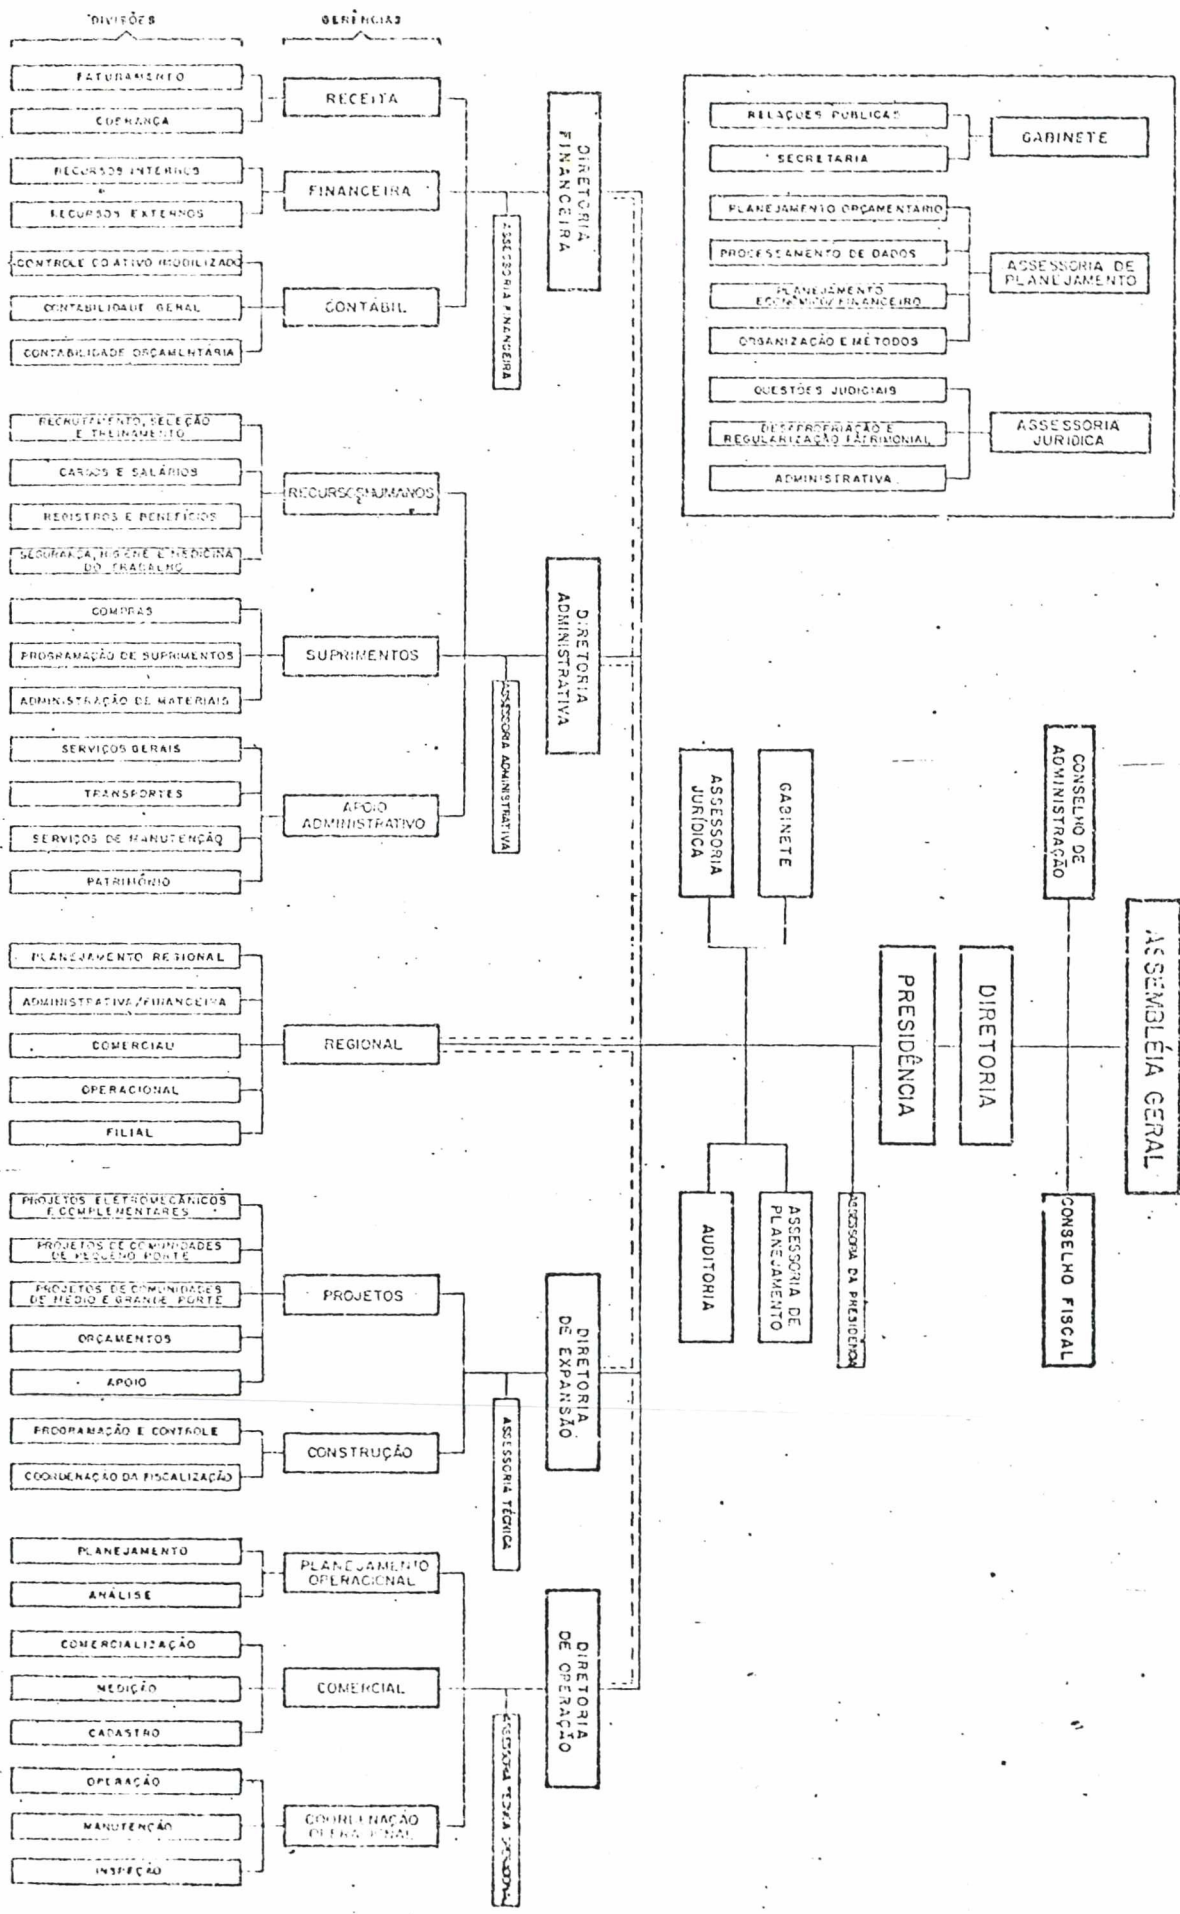 DIVISÕES
GERÊNCIAS
FATURAMENTO
COBRANÇA
RECEITA
RECURSOS INTERNOS
RECURSOS EXTERNOS
FINANCEIRA
CONTROLE DO ATIVO IMOBILIZADO
CONTABILIDADE GERAL
CONTABILIDADE ORÇAMENTÁRIA
CONTÁBIL
ASSESSORIA FINANCEIRA
DIRETORIA
FINANCEIRA
RECRUTAMENTO, SELEÇÃO
E TREINAMENTO
CARGOS E SALÁRIOS
REGISTROS E BENEFÍCIOS
SEGURANÇA, HIGIENE E MEDICINA
DO TRABALHO
RECURSOS HUMANOS
COMPRAS
PROGRAMAÇÃO DE SUPRIMENTOS
ADMINISTRAÇÃO DE MATERIAIS
SUPRIMENTOS
SERVIÇOS GERAIS
TRANSPORTES
SERVIÇOS DE MANUTENÇÃO
PATRIMÔNIO
APOIO
ADMINISTRATIVO
ASSESSORIA ADMINISTRATIVA
DIRETORIA
ADMINISTRATIVA
PLANEJAMENTO REGIONAL
ADMINISTRATIVA/FINANCEIRA
COMERCIAL
OPERACIONAL
FILIAL
REGIONAL
PROJETOS ELETROMECÂNICOS
E COMPLEMENTARES
PROJETOS DE COMUNIDADES
DE PEQUENO PORTE
PROJETOS DE COMUNIDADES
DE MÉDIO E GRANDE PORTE
ORÇAMENTOS
APOIO
PROJETOS
PROGRAMAÇÃO E CONTROLE
COORDENAÇÃO DA FISCALIZAÇÃO
CONSTRUÇÃO
ASSESSORIA TÉCNICA
DIRETORIA
DE EXPANSÃO
PLANEJAMENTO
ANÁLISE
PLANEJAMENTO
OPERACIONAL
COMERCIALIZAÇÃO
MEDIÇÃO
CADASTRO
COMERCIAL
OPERAÇÃO
MANUTENÇÃO
INSPEÇÃO
COORDENAÇÃO
OPERACIONAL
ASSESSORIA TÉCNICA OPERACIONAL
DIRETORIA
DE OPERAÇÃO
RELAÇÕES PÚBLICAS
SECRETARIA
GABINETE
PLANEJAMENTO ORÇAMENTÁRIO
PROCESSAMENTO DE DADOS
PLANEJAMENTO
ECONÔMICO/FINANCEIRO
ORGANIZAÇÃO E MÉTODOS
ASSESSORIA DE
PLANEJAMENTO
QUESTÕES JUDICIAIS
DESAPROPRIAÇÃO E
REGULARIZAÇÃO PATRIMONIAL
ADMINISTRATIVA
ASSESSORIA
JURÍDICA
ASSESSORIA
JURÍDICA
GABINETE
AUDITORIA
ASSESSORIA DE
PLANEJAMENTO
ASSESSORIA DA PRESIDÊNCIA
PRESIDÊNCIA
DIRETORIA
CONSELHO DE
ADMINISTRAÇÃO
CONSELHO FISCAL
ASSEMBLÉIA GERAL